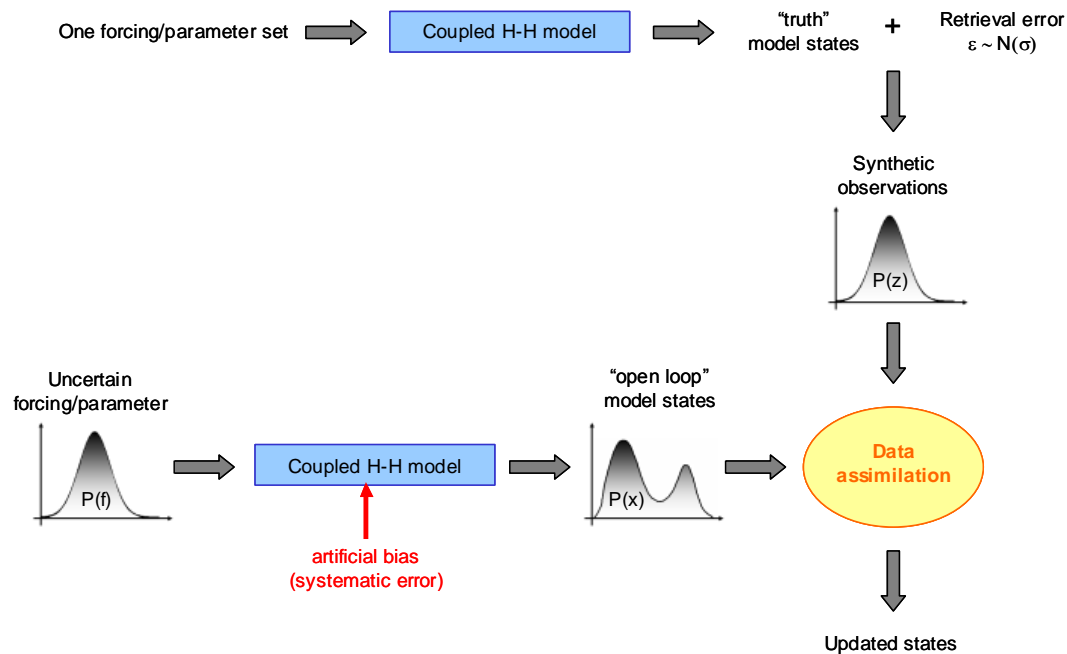 One forcing/parameter set
Coupled H-H model
“truth”
model states
+
Retrieval error
ε ~ N(σ)
Synthetic
observations
P(z)
Uncertain
forcing/parameter
P(f)
Coupled H-H model
artificial bias
(systematic error)
“open loop”
model states
P(x)
Data
assimilation
Updated states